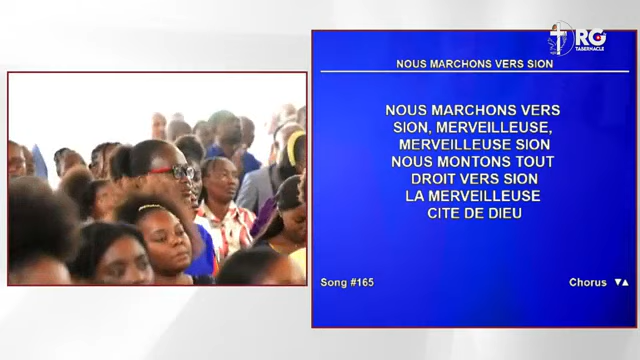 RG
TABERNACLE
NOUS MARCHONS VERS SION
NOUS MARCHONS VERS
SION, MERVEILLEUSE,
MERVEILLEUSE SION
NOUS MONTONS TOUT
DROIT VERS SION
LA MERVEILLEUSE
CITE DE DIEU
Song #165
Chorus